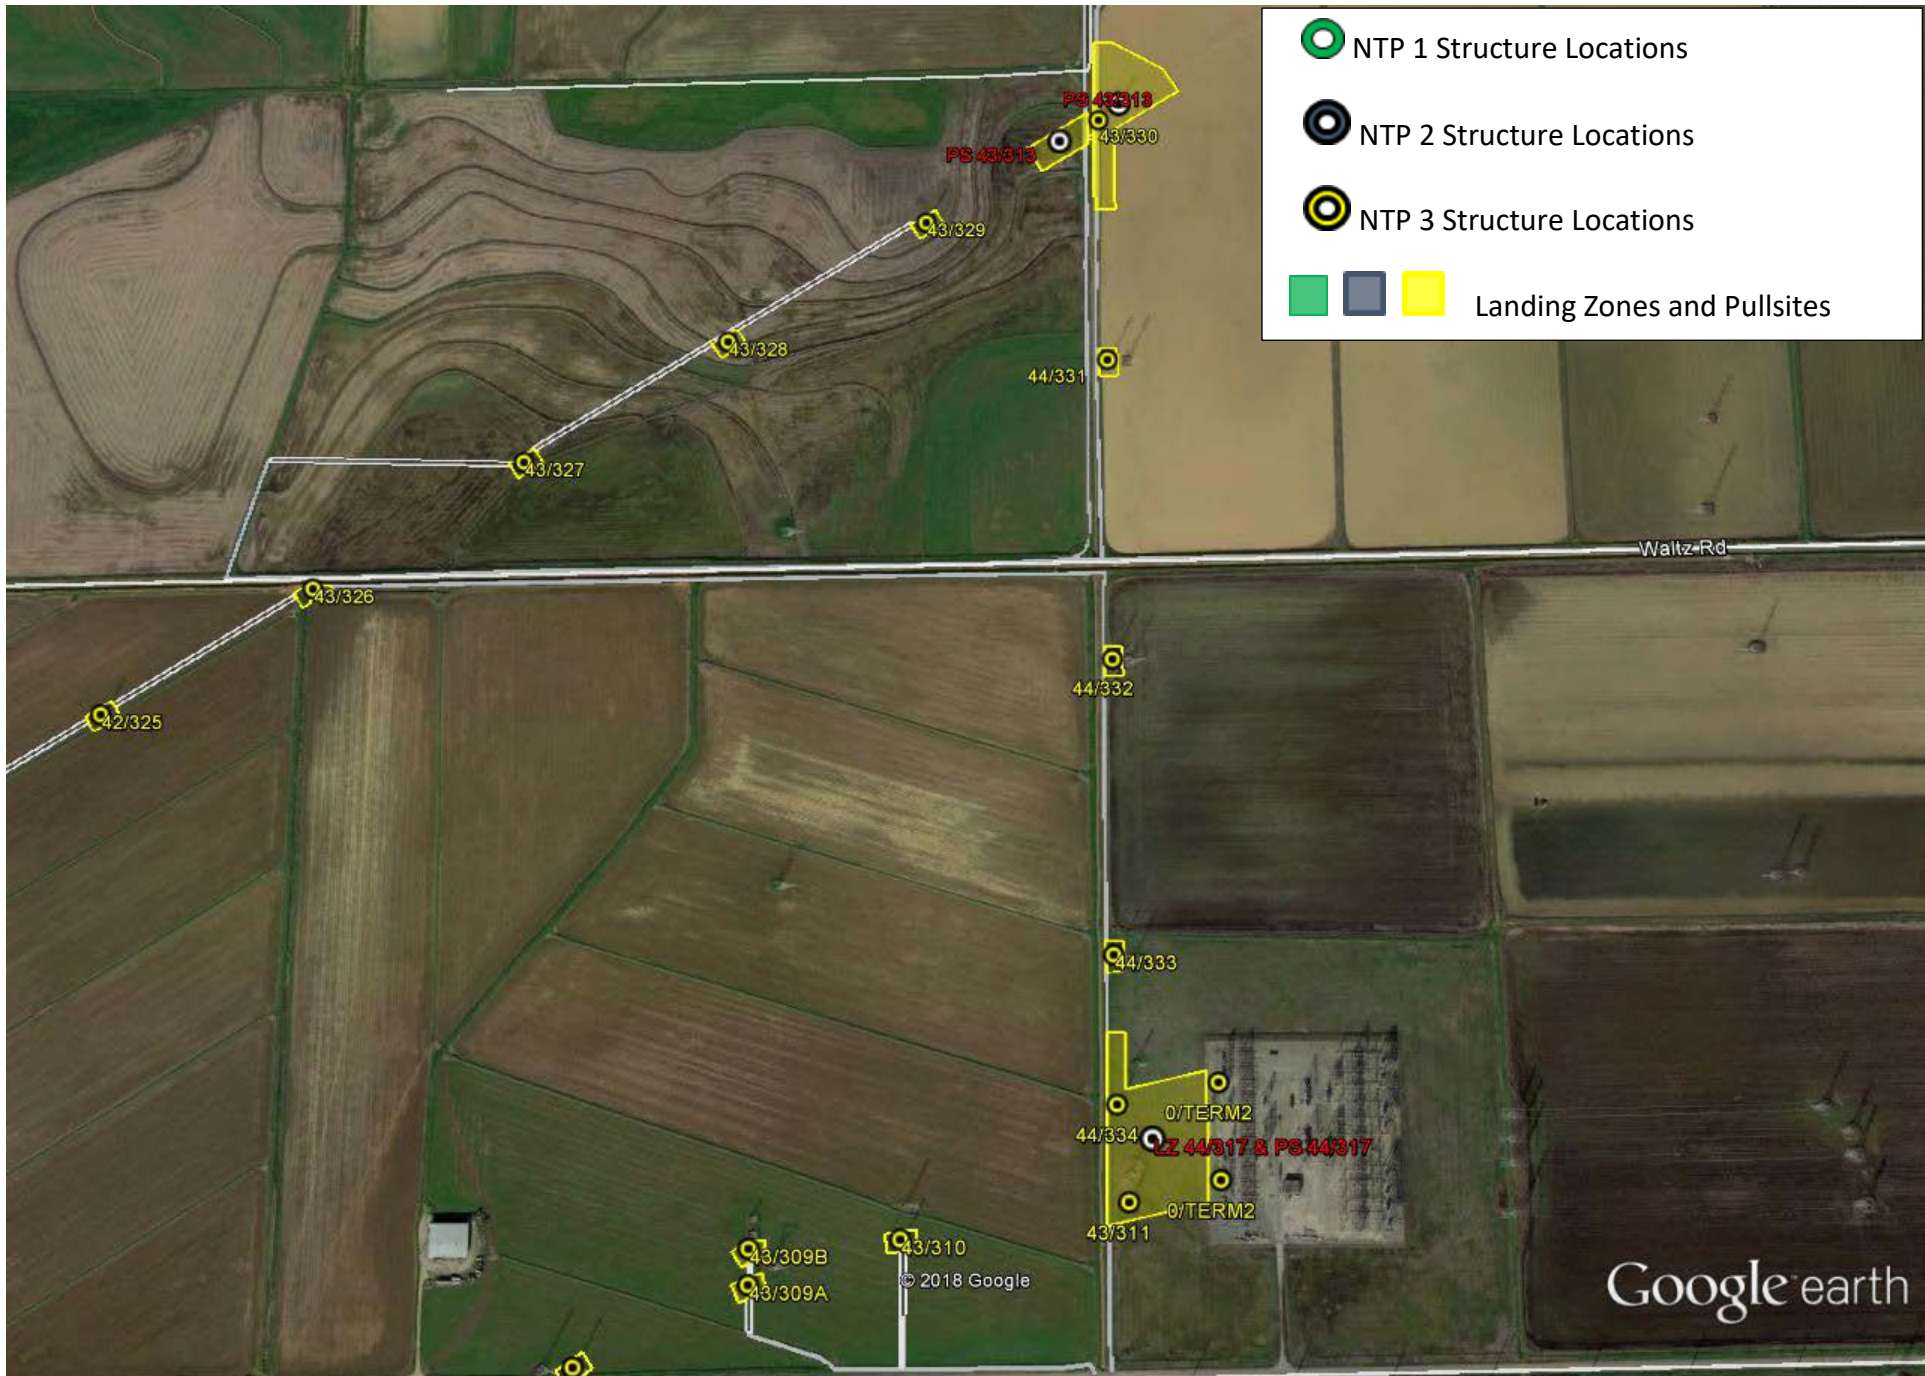 NTP 1 Structure Locations
NTP 2 Structure Locations
NTP 3 Structure Locations
Landing Zones and Pullsites
PS 43/313
43/330
PS 43/313
43/329
43/328
44/331
43/327
Waltz Rd
43/326
44/332
42/325
44/333
0/TERM2
44/334
LZ 44/317 & PS 44/317
0/TERM2
43/311
43/310
43/309B
© 2018 Google
43/309A
Google earth